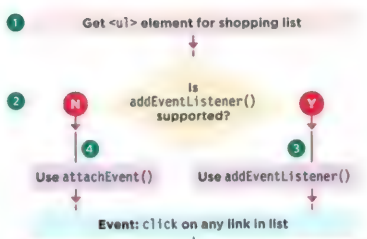 1 Get <ul> element for shopping list
Is
2 N addEventListener() Y
supported?
4 3
Use attachEvent() Use addEventListener()
Event: click on any link in list